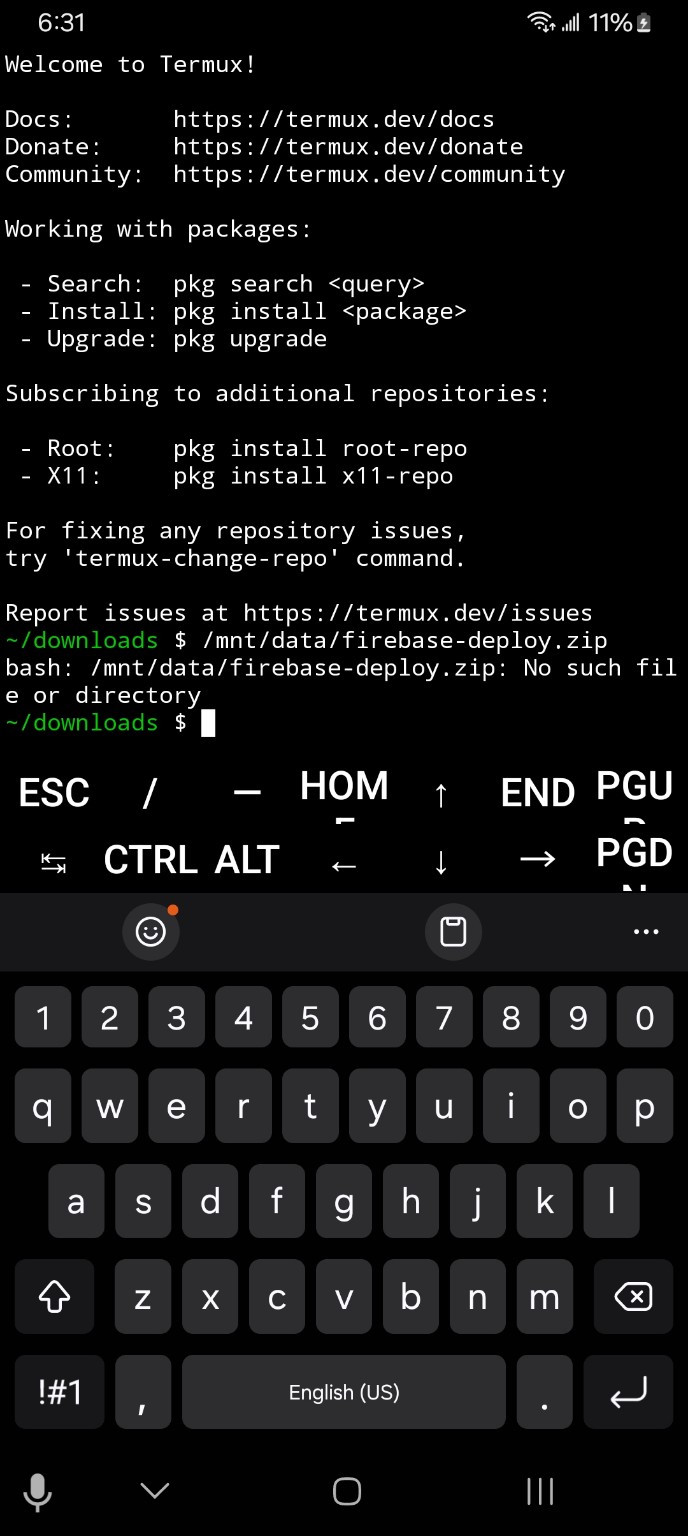 6:31 11%
Welcome to Termux!
Docs: https://termux.dev/docs
Donate: https://termux.dev/donate
Community: https://termux.dev/community
Working with packages:
- Search: pkg search <query>
- Install: pkg install <package>
- Upgrade: pkg upgrade
Subscribing to additional repositories:
- Root: pkg install root-repo
- X11: pkg install x11-repo
For fixing any repository issues,
try 'termux-change-repo' command.
Report issues at https://termux.dev/issues
~/downloads $ /mnt/data/firebase-deploy.zip
bash: /mnt/data/firebase-deploy.zip: No such fil
e or directory
~/downloads $
ESC / — HOM END PGU
E P
CTRL ALT PGD
N
1 2 3 4 5 6 7 8 9 0
q w e r t y u i o p
a s d f g h j k l
z x c v b n m
!#1 , English (US) .